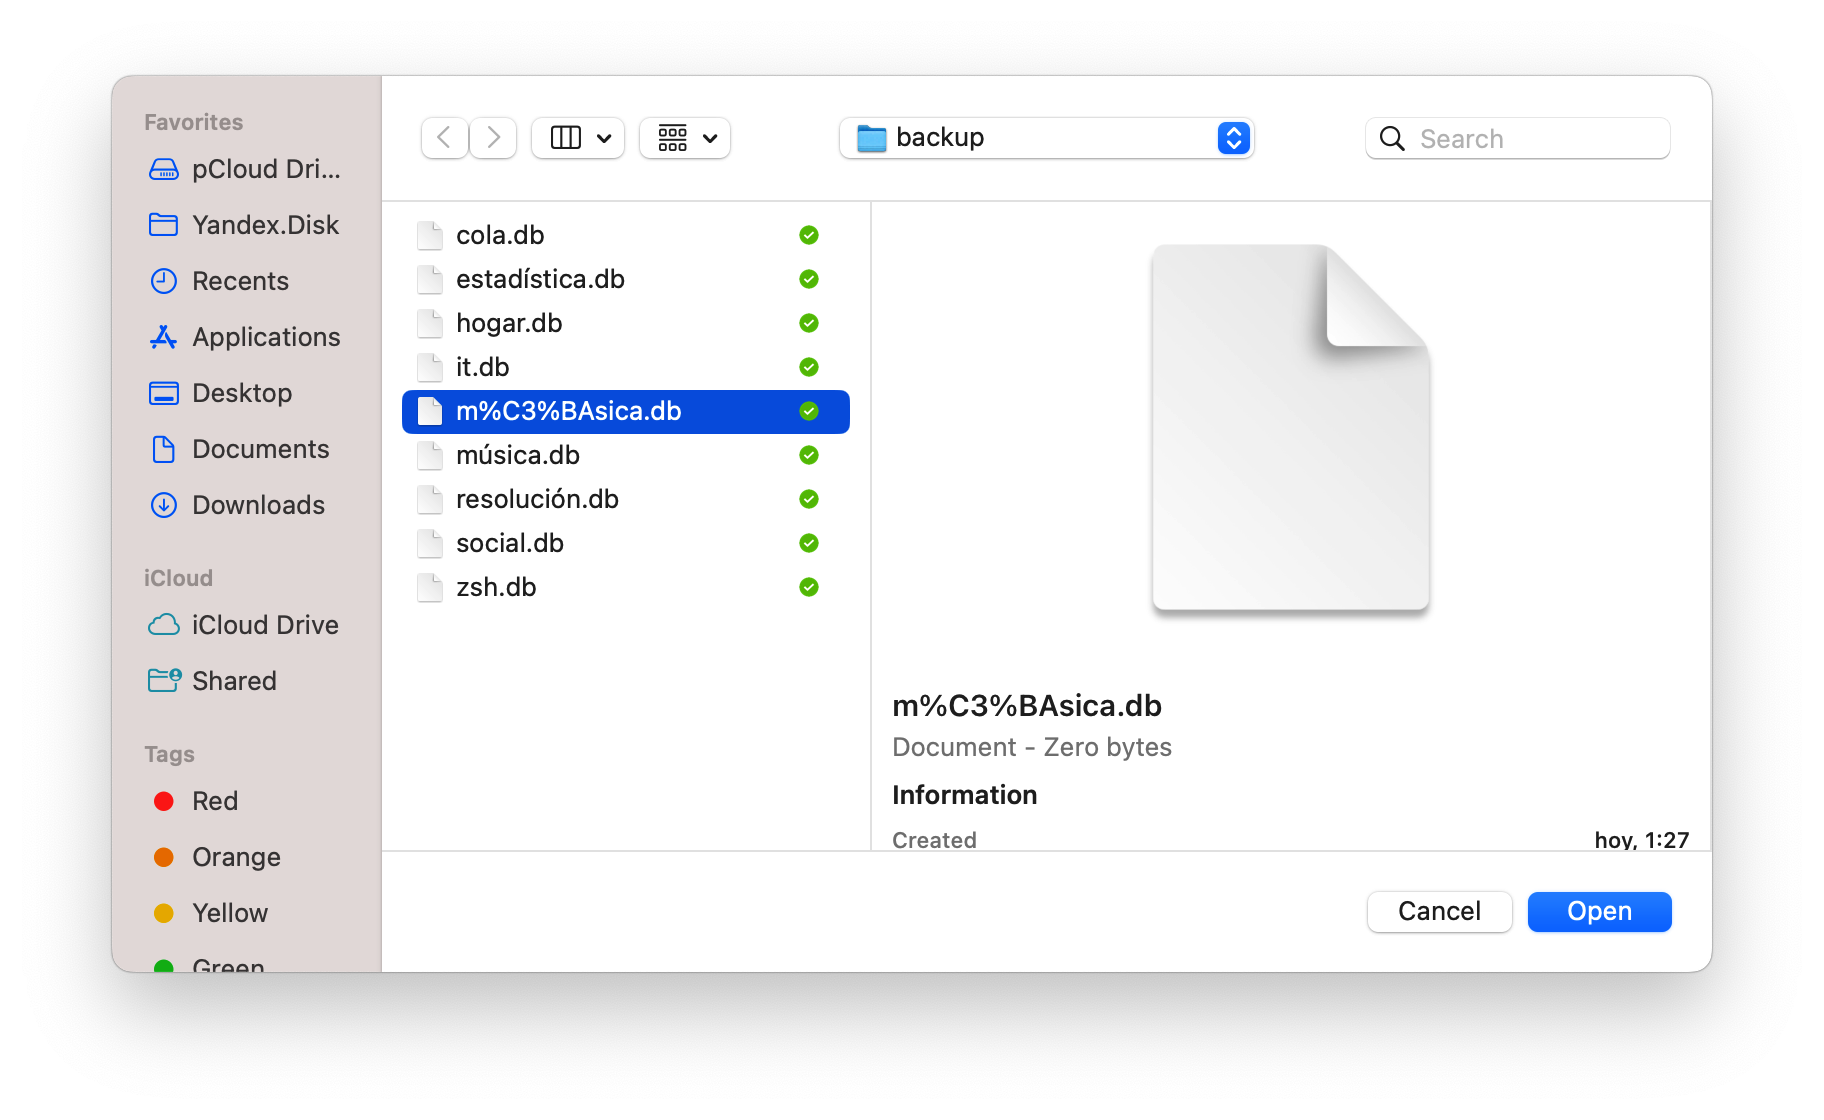 Favorites
pCloud Dri...
Yandex.Disk
Recents
Applications
Desktop
Documents
Downloads
iCloud
iCloud Drive
Shared
Tags
Red
Orange
Yellow
Green
backup
Search
cola.db
estadística.db
hogar.db
it.db
m%C3%BAsica.db
música.db
resolución.db
social.db
zsh.db
m%C3%BAsica.db
Document - Zero bytes
Information
Created hoy, 1:27
Cancel Open